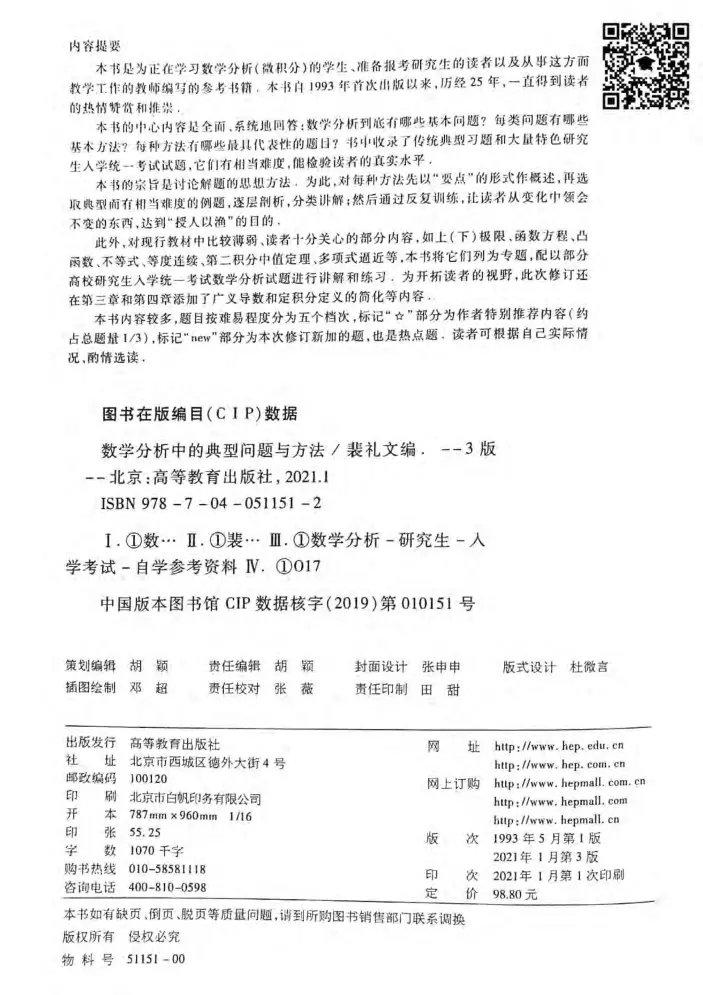 内容提要
本书是为正在学习数学分析(微积分)的学生、准备报考研究生的读者以及从事这方面
教学工作的教师编写的参考书籍．本书自1993年首次出版以来,历经25年,一直得到读者
的热情赞赏和推崇．
本书的中心内容是全面、系统地回答:数学分析到底有哪些基本问题? 每类问题有哪些
基本方法? 每种方法有哪些最具代表性的题目? 书中收录了传统典型习题和大量特色研究
生入学统一考试试题,它们有相当难度,能检验读者的真实水平．
本书的宗旨是讨论解题的思想方法．为此,对每种方法先以“要点”的形式作概述,再选
取典型而有相当难度的例题,逐层剖析,分类讲解;然后通过反复训练,让读者从变化中领会
不变的东西,达到“授人以渔”的目的．
此外,对现行教材中比较薄弱、读者十分关心的部分内容,如上(下)极限、函数方程、凸
函数、不等式、等度连续、第二积分中值定理、多项式逼近等,本书将它们列为专题,配以部分
高校研究生入学统一考试数学分析试题进行讲解和练习．为开拓读者的视野,此次修订还
在第三章和第四章添加了广义导数和定积分定义的简化等内容．
本书内容较多,题目按难易程度分为五个档次,标记“☆”部分为作者特别推荐内容(约
占总题量1/3),标记“new”部分为本次修订新加的题,也是热点题．读者可根据自己实际情
况,酌情选读．
图书在版编目(CIP)数据
数学分析中的典型问题与方法 / 裴礼文编． --3版
--北京:高等教育出版社,2021.1
ISBN 978-7-04-051151-2
Ⅰ.①数… Ⅱ.①裴… Ⅲ.①数学分析-研究生-入
学考试-自学参考资料 Ⅳ.①O17
中国版本图书馆CIP数据核字(2019)第010151号
策划编辑 胡 颖 责任编辑 胡 颖 封面设计 张申申 版式设计 杜微言
插图绘制 邓 超 责任校对 张 薇 责任印制 田 甜
出版发行 高等教育出版社 网 址 http://www.hep.edu.cn
社 址 北京市西城区德外大街4号 http://www.hep.com.cn
邮政编码 100120 网上订购 http://www.hepmall.com.cn
印 刷 北京市白帆印务有限公司 http://www.hepmall.com
开 本 787mm×960mm 1/16 http://www.hepmall.cn
印 张 55.25 版 次 1993年5月第1版
字 数 1070千字 2021年1月第3版
购书热线 010-58581118 印 次 2021年1月第1次印刷
咨询电话 400-810-0598 定 价 98.80元
本书如有缺页、倒页、脱页等质量问题,请到所购图书销售部门联系调换
版权所有 侵权必究
物 料 号 51151-00